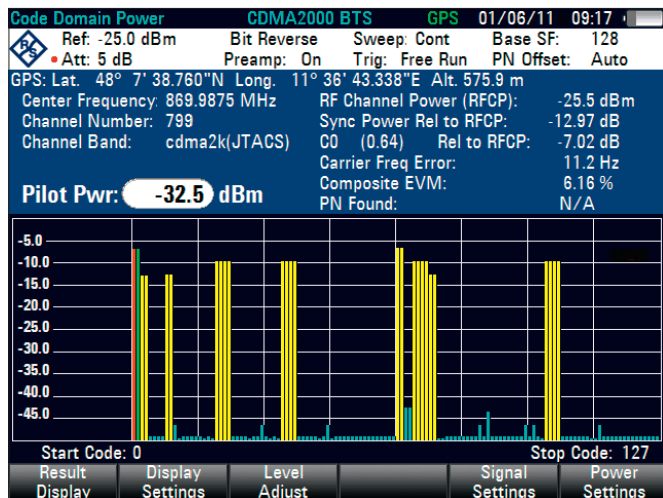 Code Domain Power CDMA2000 BTS GPS 01/06/11 09:17
Ref: -25.0 dBm Bit Reverse Sweep: Cont Base SF: 128
Att: 5 dB Preamp: On Trig: Free Run PN Offset: Auto
GPS: Lat. 48° 7' 38.760"N Long. 11° 36' 43.338"E Alt. 575.9 m
Center Frequency: 869.9875 MHz RF Channel Power (RFCP): -25.5 dBm
Channel Number: 799 Sync Power Rel to RFCP: -12.97 dB
Channel Band: cdma2k(JTACS) C0 (0.64) Rel to RFCP: -7.02 dB
Carrier Freq Error: 11.2 Hz
Pilot Pwr: -32.5 dBm Composite EVM: 6.16 %
PN Found: N/A
-5.0
-10.0
-15.0
-20.0
-25.0
-30.0
-35.0
-40.0
-45.0
Start Code: 0 Stop Code: 127
Result Display Level Signal Power
Display Settings Adjust Settings Settings